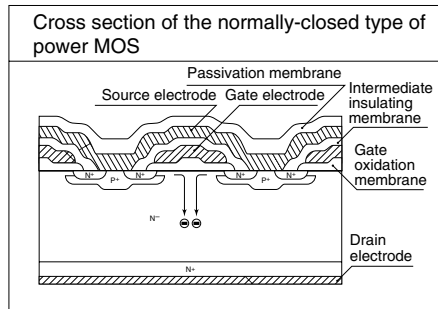 Cross section of the normally-closed type of
power MOS
Passivation membrane
Source electrode Gate electrode
Intermediate
insulating
membrane
Gate
oxidation
membrane
N+ N+ N+ N+
P+ P+
N−
N+
Drain
electrode